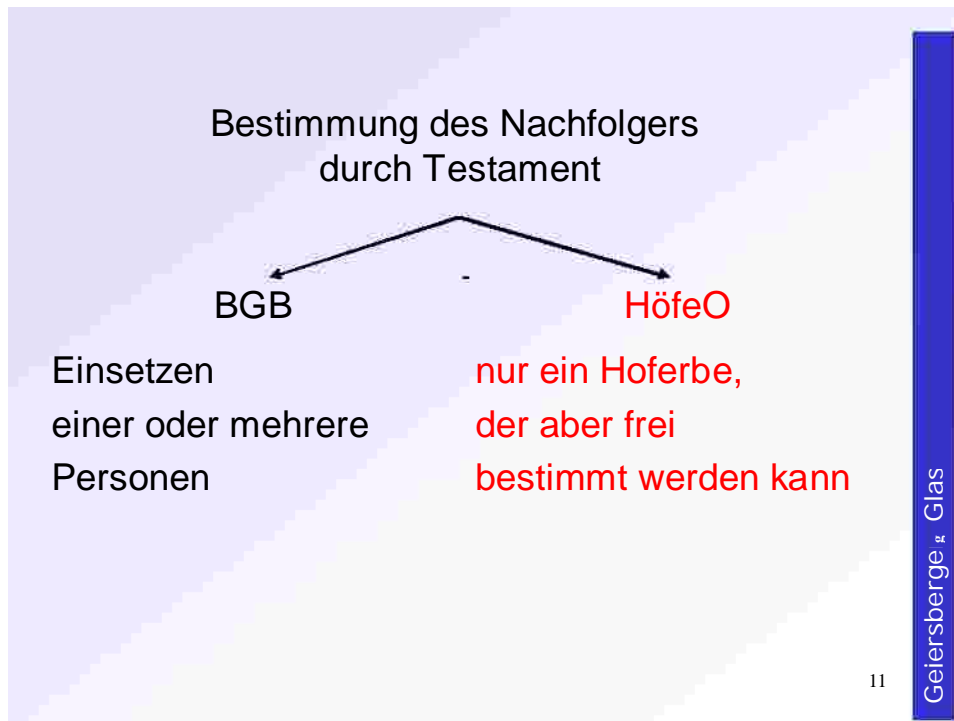 Bestimmung des Nachfolgers
durch Testament
-
BGB
HöfeO
Einsetzen
einer oder mehrere
Personen
nur ein Hoferbe,
der aber frei
bestimmt werden kann
Geiersberge Glas
11